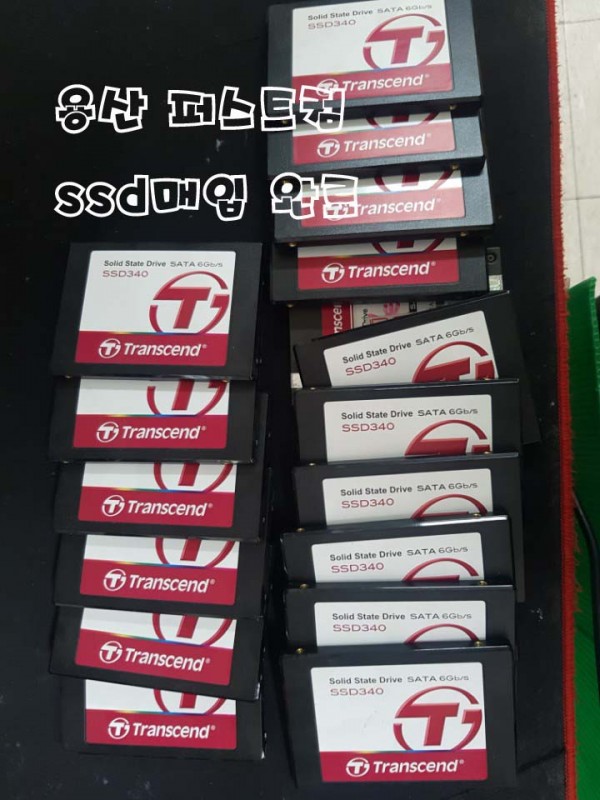 용산 퍼스트컴
ssd매입 완료
Solid State Drive SATA 6Gb/s
SSD340
Transcend®
Transcend®
Transcend®
Transcend®
Transcend®
Transcend®
Solid State Drive SATA 6Gb/s
SSD340
Transcend®
Transcend®
Transcend®
Transcend®
Solid State Drive SATA 6Gb/s
SSD340
Solid State Drive SATA 6Gb/s
SSD340
Solid State Drive SATA 6Gb/s
SSD340
Solid State Drive SATA 6Gb/s
SSD340
Solid State Drive SATA 6Gb/s
SSD340
Solid State Drive SATA 6Gb/s
SSD340
Transcend®